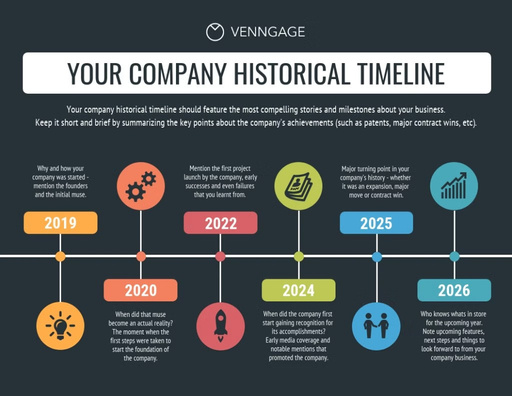 VENNGAGE
YOUR COMPANY HISTORICAL TIMELINE
Your company historical timeline should feature the most compelling stories and milestones about your business.
Keep it short and brief by summarizing the key points about the company's achievements (such as patents, major contract wins, etc).
Why and how your
company was started -
mention the founders
and the initial muse.
2019
When did that muse
become an actual reality?
The moment when the
first steps were taken to
start the foundation of
the company.
2020
Mention the first project
launch by the company, early
successes and even failures
that you learnt from.
2022
When did the company first
start gaining recognition for
its accomplishments?
Early media coverage and
notable mentions that
promoted the company.
2024
Major turning point in your
company's history - whether
it was an expansion, major
move or contract win.
2025
Who knows whats in store
for the upcoming year.
Note upcoming features,
next steps and things to
look forward to from your
company business.
2026